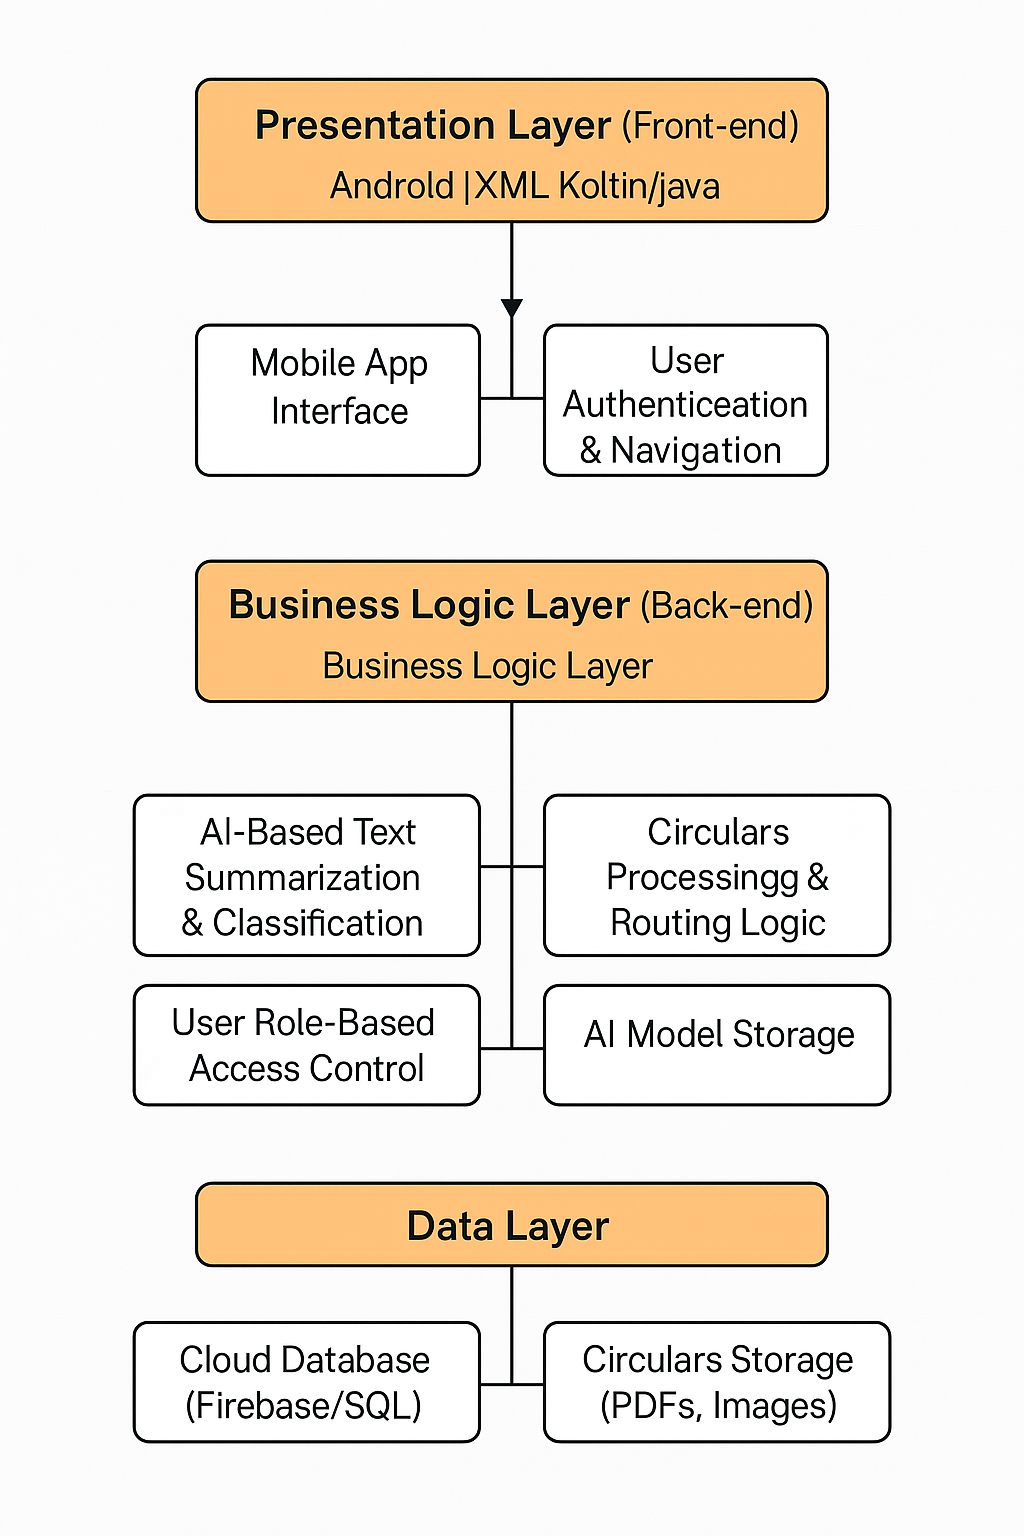 Presentation Layer (Front-end)
Androld | XML Koltin/java
Mobile App
Interface
User
Authenticeation
& Navigation
Business Logic Layer (Back-end)
Business Logic Layer
AI-Based Text
Summarization
& Classification
Circulars
Processingg &
Routing Logic
User Role-Based
Access Control
AI Model Storage
Data Layer
Cloud Database
(Firebase/SQL)
Circulars Storage
(PDFs, Images)